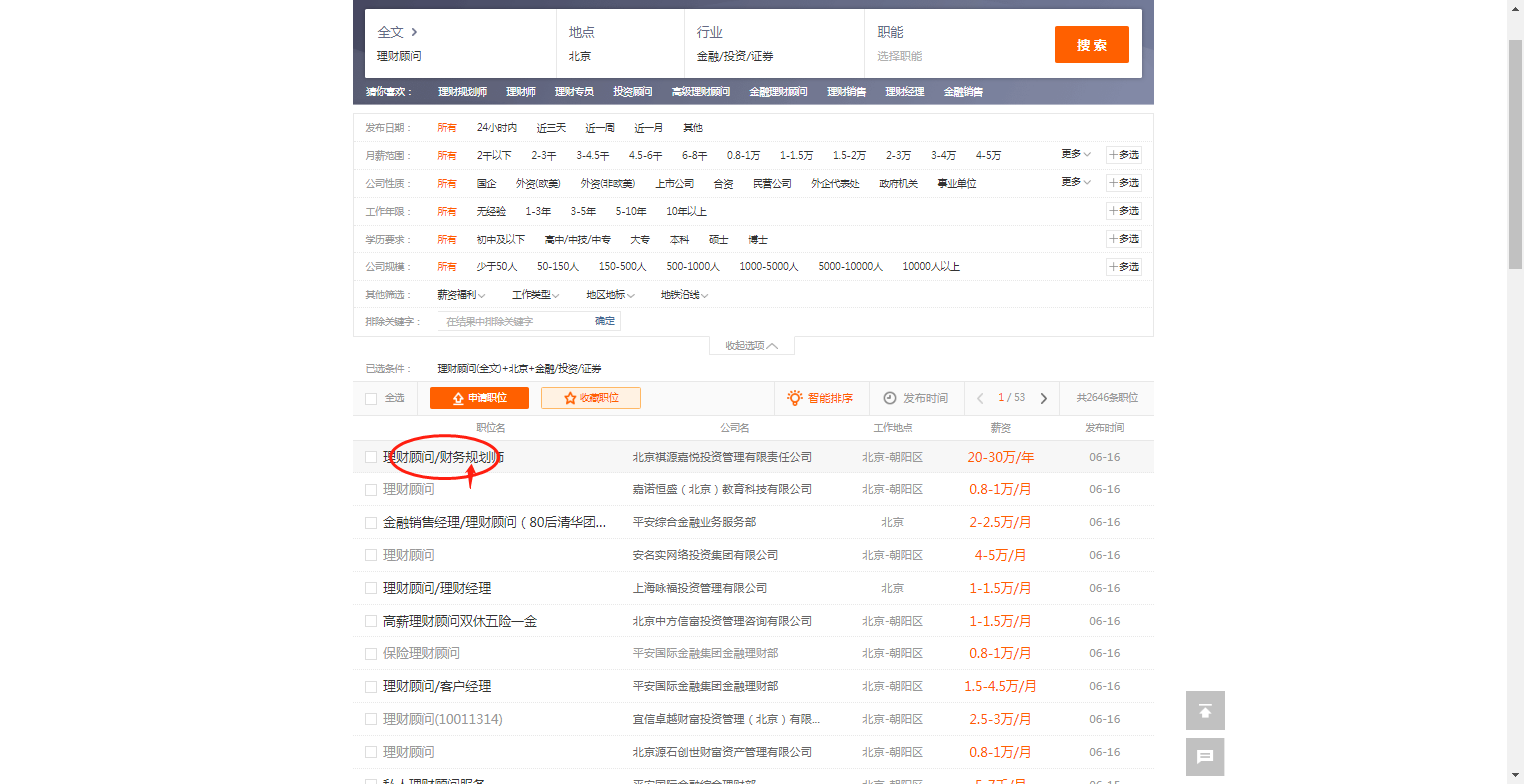 全文 地点 行业 职能
理财顾问 北京 金融/投资/证券 选择职能 搜索
猜你喜欢： 理财规划师 理财师 理财专员 投资顾问 高级理财顾问 金融理财顾问 理财销售 理财经理 金融销售
发布日期： 所有 24小时内 近三天 近一周 近一月 其他
月薪范围： 所有 2千以下 2-3千 3-4.5千 4.5-6千 6-8千 0.8-1万 1-1.5万 1.5-2万 2-3万 3-4万 4-5万 更多 +多选
公司性质： 所有 国企 外资(欧美) 外资(非欧美) 上市公司 合资 民营公司 外企代表处 政府机关 事业单位 更多 +多选
工作年限： 所有 无经验 1-3年 3-5年 5-10年 10年以上 +多选
学历要求： 所有 初中及以下 高中/中技/中专 大专 本科 硕士 博士 +多选
公司规模： 所有 少于50人 50-150人 150-500人 500-1000人 1000-5000人 5000-10000人 10000人以上 +多选
其他筛选： 薪资福利 工作类型 地区地标 地铁沿线
排除关键字： 在结果中排除关键字 确定
收起选项
已选条件： 理财顾问(全文)+北京+金融/投资/证券
全选 申请职位 收藏职位 智能排序 发布时间 1 / 53 共2646条职位
职位名 公司名 工作地点 薪资 发布时间
理财顾问/财务规划师 北京祺源嘉悦投资管理有限责任公司 北京-朝阳区 20-30万/年 06-16
理财顾问 嘉诺恒盛（北京）教育科技有限公司 北京-朝阳区 0.8-1万/月 06-16
金融销售经理/理财顾问（80后清华团... 平安综合金融业务服务部 北京 2-2.5万/月 06-16
理财顾问 安名实网络投资集团有限公司 北京-朝阳区 4-5万/月 06-16
理财顾问/理财经理 上海咏福投资管理有限公司 北京 1-1.5万/月 06-16
高薪理财顾问双休五险一金 北京中方信富投资管理咨询有限公司 北京-朝阳区 1-1.5万/月 06-16
保险理财顾问 平安国际金融集团金融理财部 北京-朝阳区 0.8-1万/月 06-16
理财顾问/客户经理 平安国际金融集团金融理财部 北京-朝阳区 1.5-4.5万/月 06-16
理财顾问(10011314) 宜信卓越财富投资管理（北京）有限... 北京-朝阳区 2.5-3万/月 06-16
理财顾问 北京源石创世财富资产管理有限公司 北京-朝阳区 0.8-1万/月 06-16
私人理财顾问服务